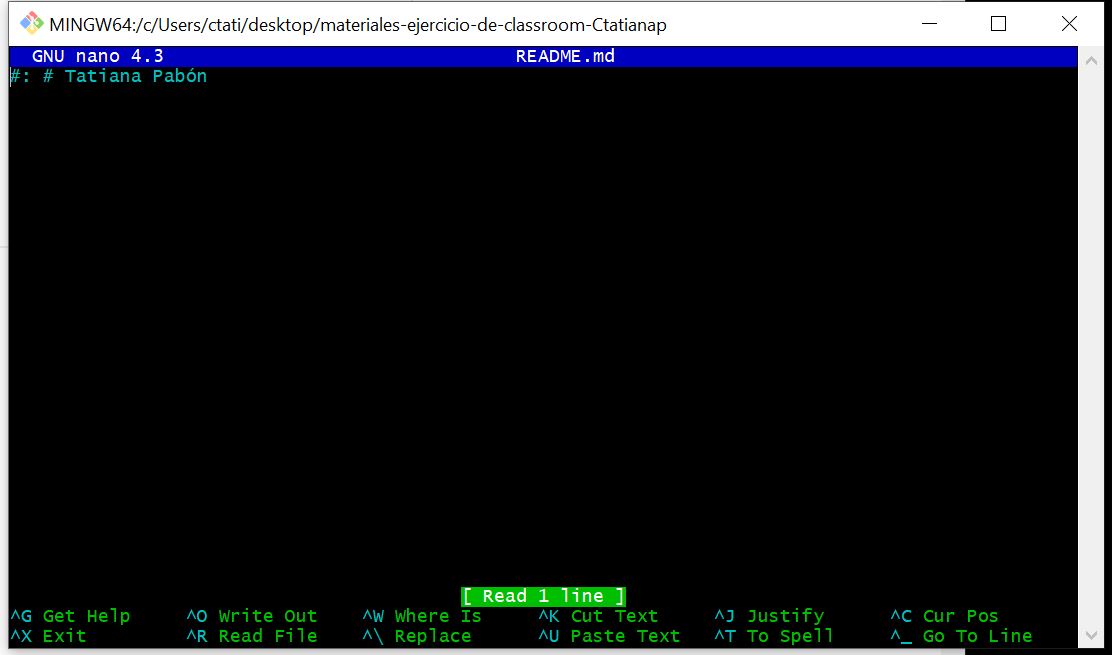 MINGW64:/c/Users/ctati/desktop/materiales-ejercicio-de-classroom-Ctatianap
GNU nano 4.3 README.md
#: # Tatiana Pabón
[ Read 1 line ]
^G Get Help ^O Write Out ^W Where Is ^K Cut Text ^J Justify ^C Cur Pos
^X Exit ^R Read File ^\ Replace ^U Paste Text ^T To Spell ^_ Go To Line